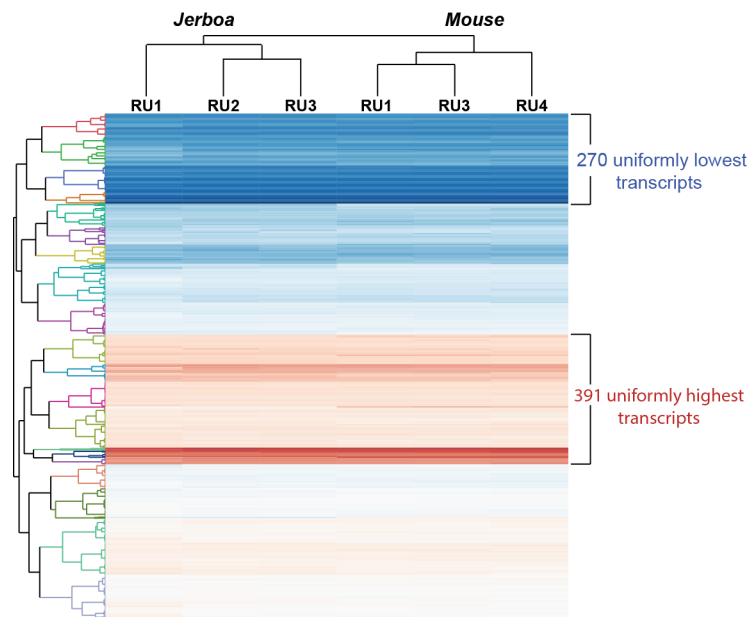 Jerboa Mouse
RU1 RU2 RU3 RU1 RU3 RU4
270 uniformly lowest
transcripts
391 uniformly highest
transcripts